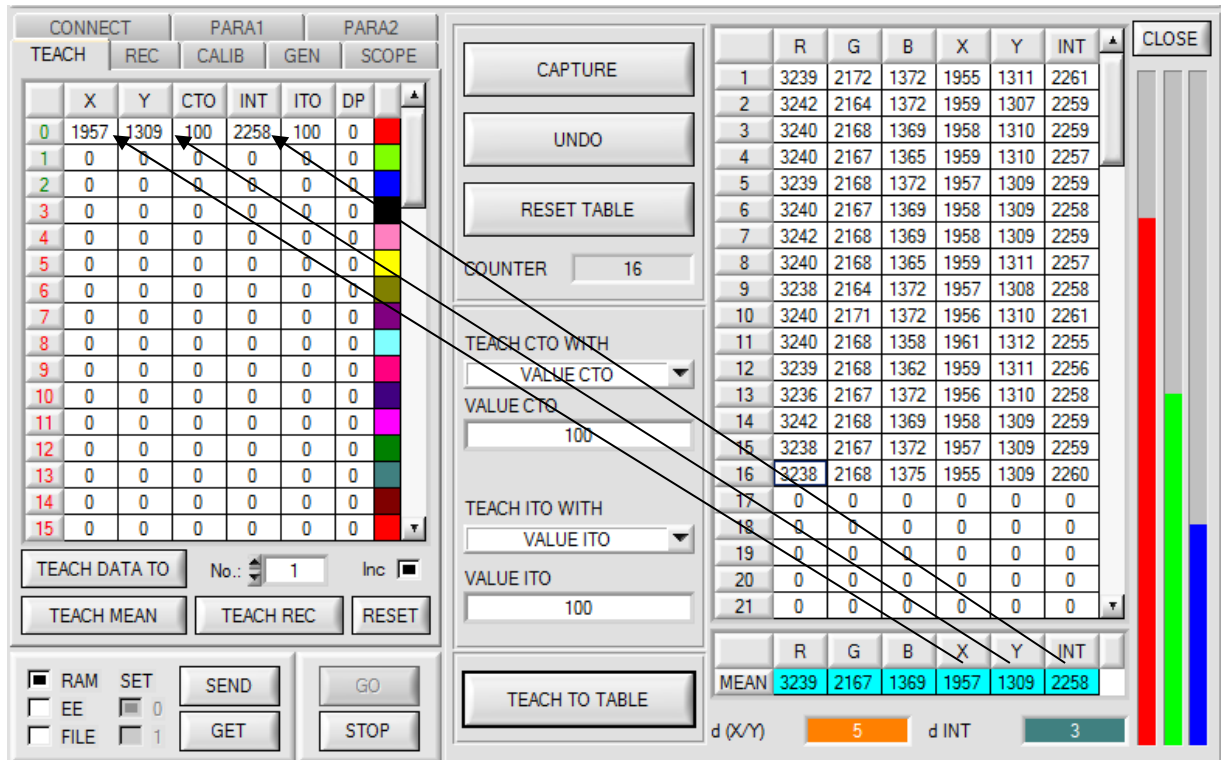 CONNECT PARA1 PARA2
TEACH REC CALIB GEN SCOPE
X Y CTO INT ITO DP
0 1957 1309 100 2258 100 0
1 0 0 0 0 0 0
2 0 0 0 0 0 0
3 0 0 0 0 0 0
4 0 0 0 0 0 0
5 0 0 0 0 0 0
6 0 0 0 0 0 0
7 0 0 0 0 0 0
8 0 0 0 0 0 0
9 0 0 0 0 0 0
10 0 0 0 0 0 0
11 0 0 0 0 0 0
12 0 0 0 0 0 0
13 0 0 0 0 0 0
14 0 0 0 0 0 0
15 0 0 0 0 0 0
TEACH DATA TO No.: 1 Inc
TEACH MEAN TEACH REC RESET
RAM SET SEND GO
EE 0
FILE 1 GET STOP
CAPTURE
UNDO
RESET TABLE
COUNTER 16
TEACH CTO WITH
VALUE CTO
VALUE CTO
100
TEACH ITO WITH
VALUE ITO
VALUE ITO
100
TEACH TO TABLE
CLOSE
R G B X Y INT
1 3239 2172 1372 1955 1311 2261
2 3242 2164 1372 1959 1307 2259
3 3240 2168 1369 1958 1310 2259
4 3240 2167 1365 1959 1310 2257
5 3239 2168 1372 1957 1309 2259
6 3240 2167 1369 1958 1309 2258
7 3242 2168 1369 1958 1309 2259
8 3240 2168 1365 1959 1311 2257
9 3238 2164 1372 1957 1308 2258
10 3240 2171 1372 1956 1310 2261
11 3240 2168 1358 1961 1312 2255
12 3239 2168 1362 1959 1311 2256
13 3236 2167 1372 1956 1310 2258
14 3242 2168 1369 1958 1309 2259
15 3238 2167 1372 1957 1309 2259
16 3238 2168 1375 1955 1309 2260
17 0 0 0 0 0 0
18 0 0 0 0 0 0
19 0 0 0 0 0 0
20 0 0 0 0 0 0
21 0 0 0 0 0 0
R G B X Y INT
MEAN 3239 2167 1369 1957 1309 2258
d (X/Y) 5 d INT 3